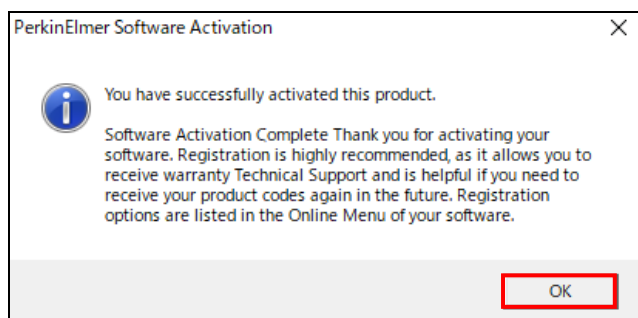 PerkinElmer Software Activation
You have successfully activated this product.
Software Activation Complete Thank you for activating your
software. Registration is highly recommended, as it allows you to
receive warranty Technical Support and is helpful if you need to
receive your product codes again in the future. Registration
options are listed in the Online Menu of your software.
OK